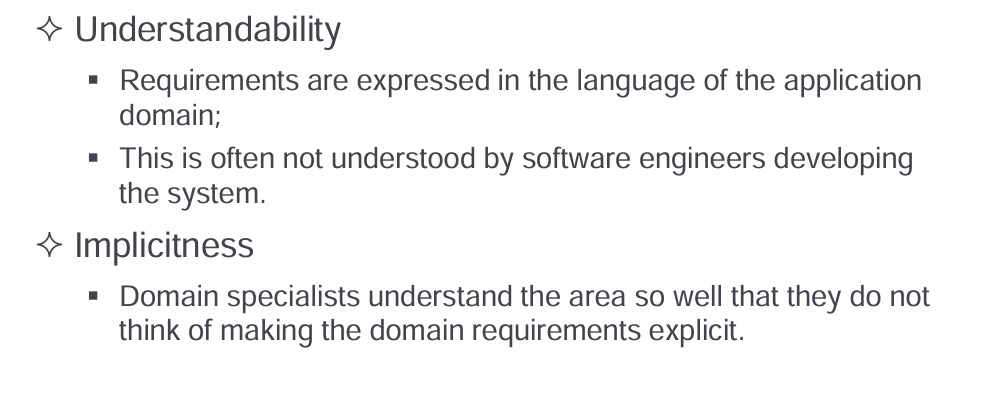 ✧ Understandability
▪ Requirements are expressed in the language of the application
domain;
▪ This is often not understood by software engineers developing
the system.
✧ Implicitness
▪ Domain specialists understand the area so well that they do not
think of making the domain requirements explicit.